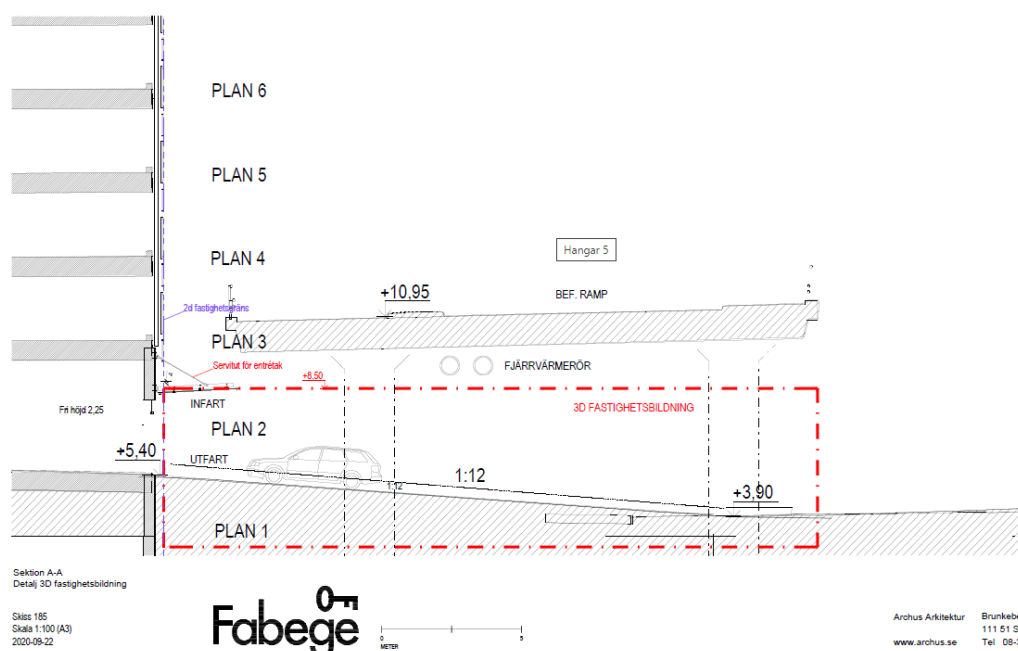 PLAN 6
PLAN 5
PLAN 4
Hangar 5
+10,95
BEF. RAMP
2d fastighetsgräns
PLAN 3
Servitut för entrétak
FJÄRRVÄRMERÖR
+8,50
INFART
3D FASTIGHETSBILDNING
Fri höjd 2,25
PLAN 2
+5,40
UTFART
1:12
1:12
+3,90
PLAN 1
Sektion A-A
Detalj 3D fastighetsbildning
Skiss 185
Skala 1:100 (A3)
2020-09-22
Fabege
0 5
METER
Archus Arkitektur Brunkebe
111 51 S
www.archus.se Tel 08-